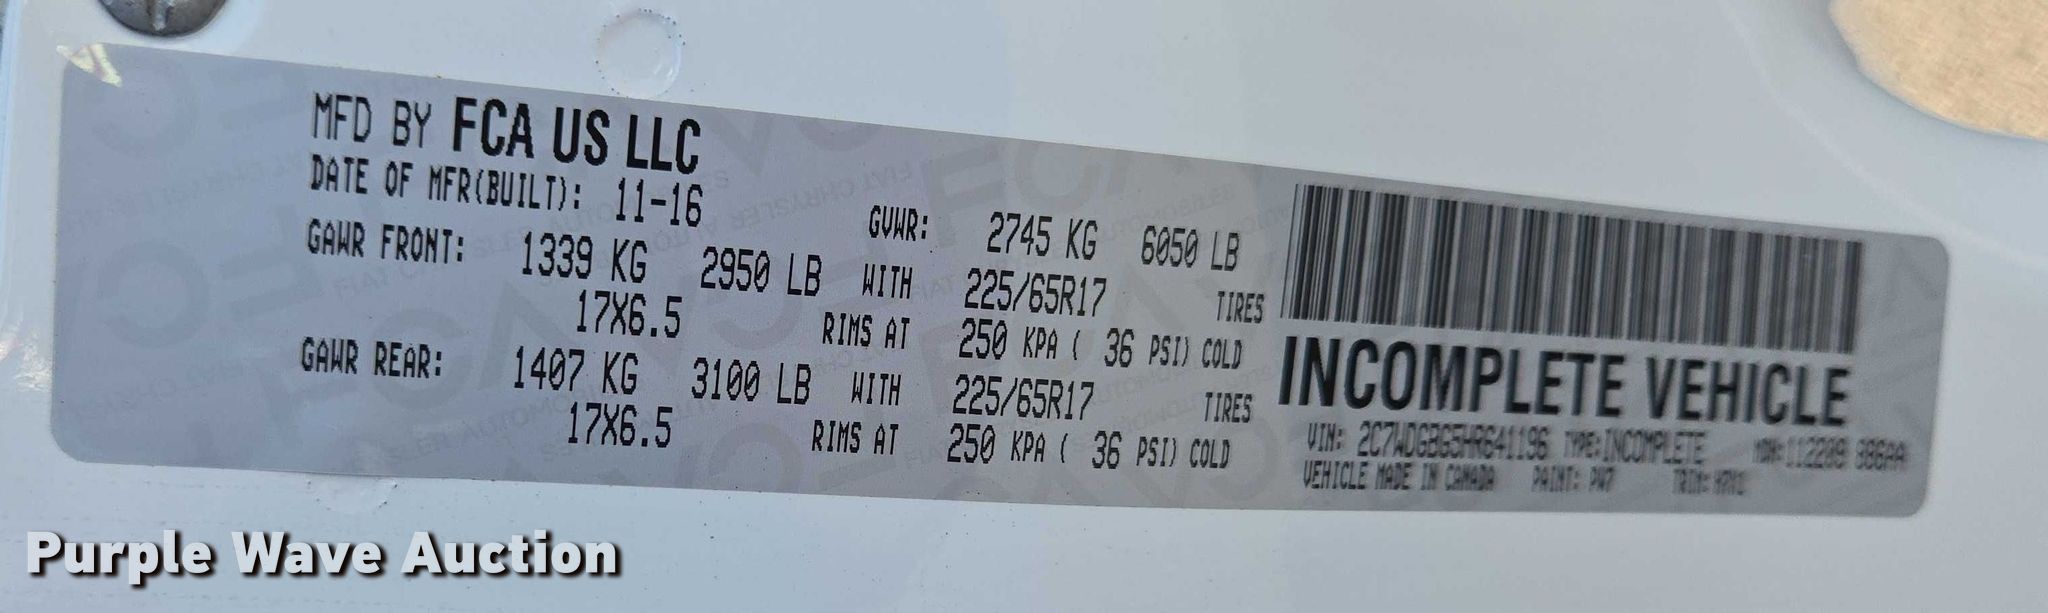 MFD BY FCA US LLC
DATE OF MFR(BUILT): 11-16 GVWR: 2745 KG 6050 LB
GAWR FRONT: 1339 KG 2950 LB WITH 225/65R17 TIRES
17X6.5 RIMS AT 250 KPA ( 36 PSI) COLD
GAWR REAR: 1407 KG 3100 LB WITH 225/65R17 TIRES
17X6.5 RIMS AT 250 KPA ( 36 PSI) COLD
INCOMPLETE VEHICLE
VIN: 2C7WDGBG5HR641196 TYPE:INCOMPLETE
VEHICLE MADE IN CANADA PAINT: PW7
Purple Wave Auction